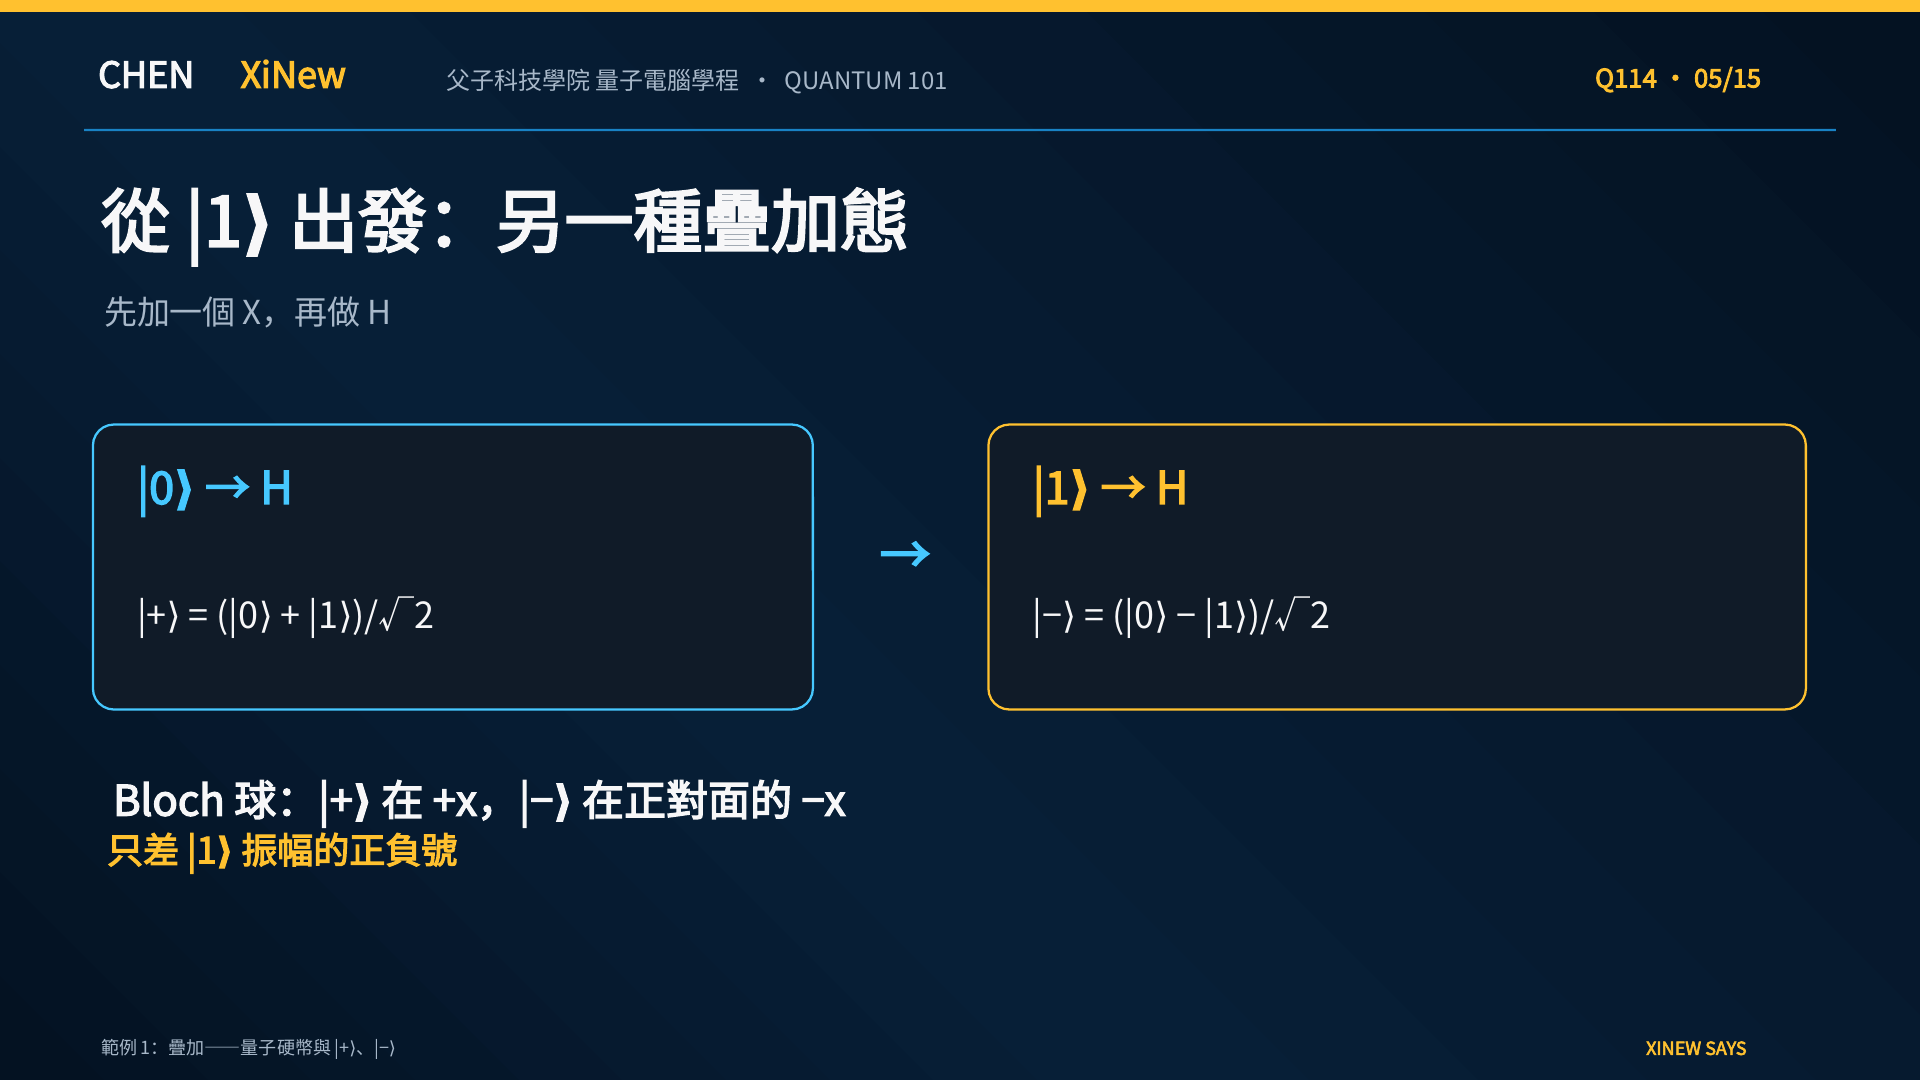 CHEN XiNew 父子科技學院 量子電腦學程 · QUANTUM 101 Q114 · 05/15
從 |1⟩ 出發：另一種疊加態
先加一個 X，再做 H
|0⟩ → H
|+⟩ = (|0⟩ + |1⟩)/√2
→
|1⟩ → H
|−⟩ = (|0⟩ − |1⟩)/√2
Bloch 球：|+⟩ 在 +x，|−⟩ 在正對面的 −x
只差 |1⟩ 振幅的正負號
範例 1：疊加——量子硬幣與 |+⟩、|−⟩ XINEW SAYS